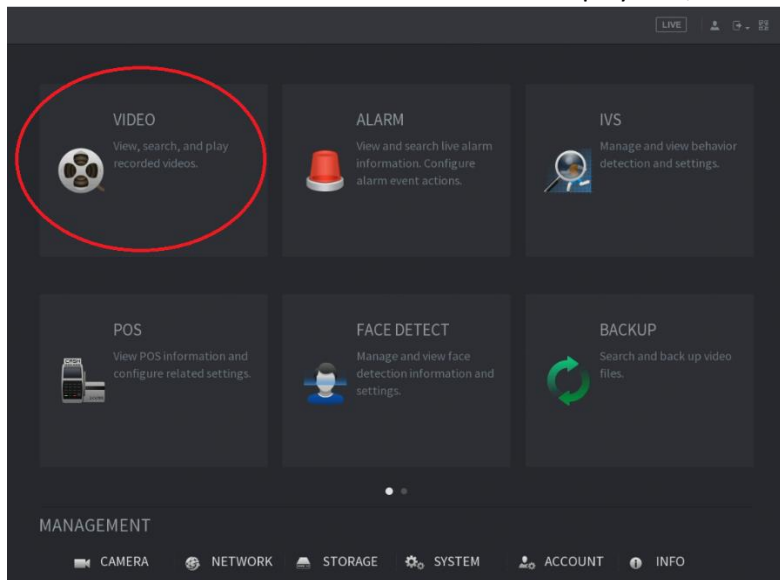 LIVE
VIDEO
View, search, and play
recorded videos.
ALARM
View and search live alarm
information. Configure
alarm event actions.
IVS
Manage and view behavior
detection and settings.
POS
View POS information and
configure related settings.
FACE DETECT
Manage and view face
detection information and
settings.
BACKUP
Search and back up video
files.
MANAGEMENT
CAMERA NETWORK STORAGE SYSTEM ACCOUNT INFO